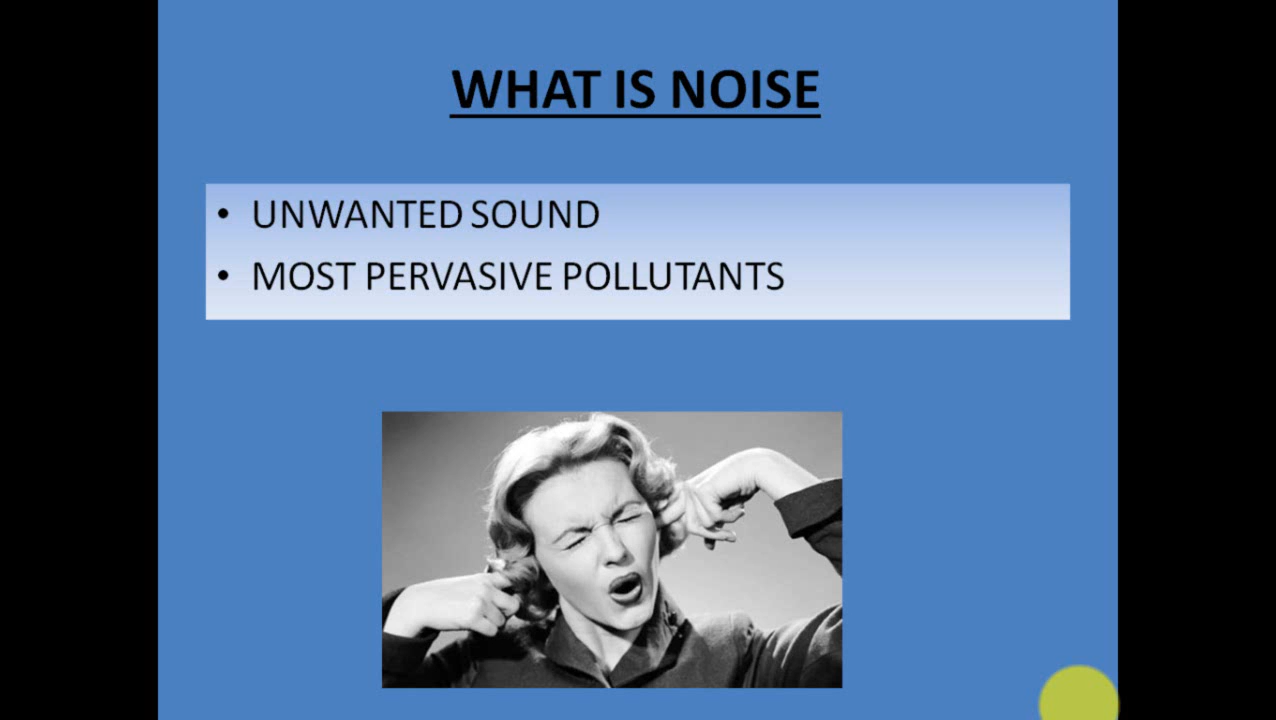 WHAT IS NOISE
• UNWANTED SOUND
• MOST PERVASIVE POLLUTANTS